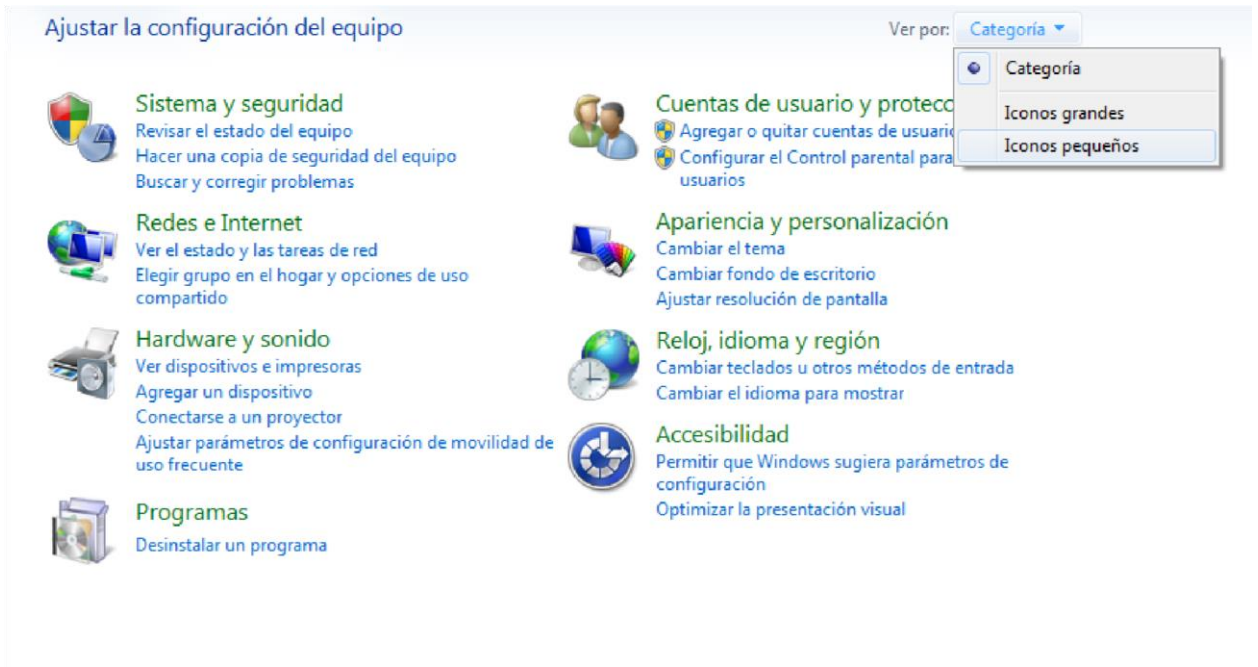 Ajustar la configuración del equipo
Ver por: Categoría
Categoría
Iconos grandes
Iconos pequeños
Sistema y seguridad
Revisar el estado del equipo
Hacer una copia de seguridad del equipo
Buscar y corregir problemas
Redes e Internet
Ver el estado y las tareas de red
Elegir grupo en el hogar y opciones de uso
compartido
Hardware y sonido
Ver dispositivos e impresoras
Agregar un dispositivo
Conectarse a un proyector
Ajustar parámetros de configuración de movilidad de
uso frecuente
Programas
Desinstalar un programa
Cuentas de usuario y protecc
Agregar o quitar cuentas de usuario
Configurar el Control parental para
usuarios
Apariencia y personalización
Cambiar el tema
Cambiar fondo de escritorio
Ajustar resolución de pantalla
Reloj, idioma y región
Cambiar teclados u otros métodos de entrada
Cambiar el idioma para mostrar
Accesibilidad
Permitir que Windows sugiera parámetros de
configuración
Optimizar la presentación visual